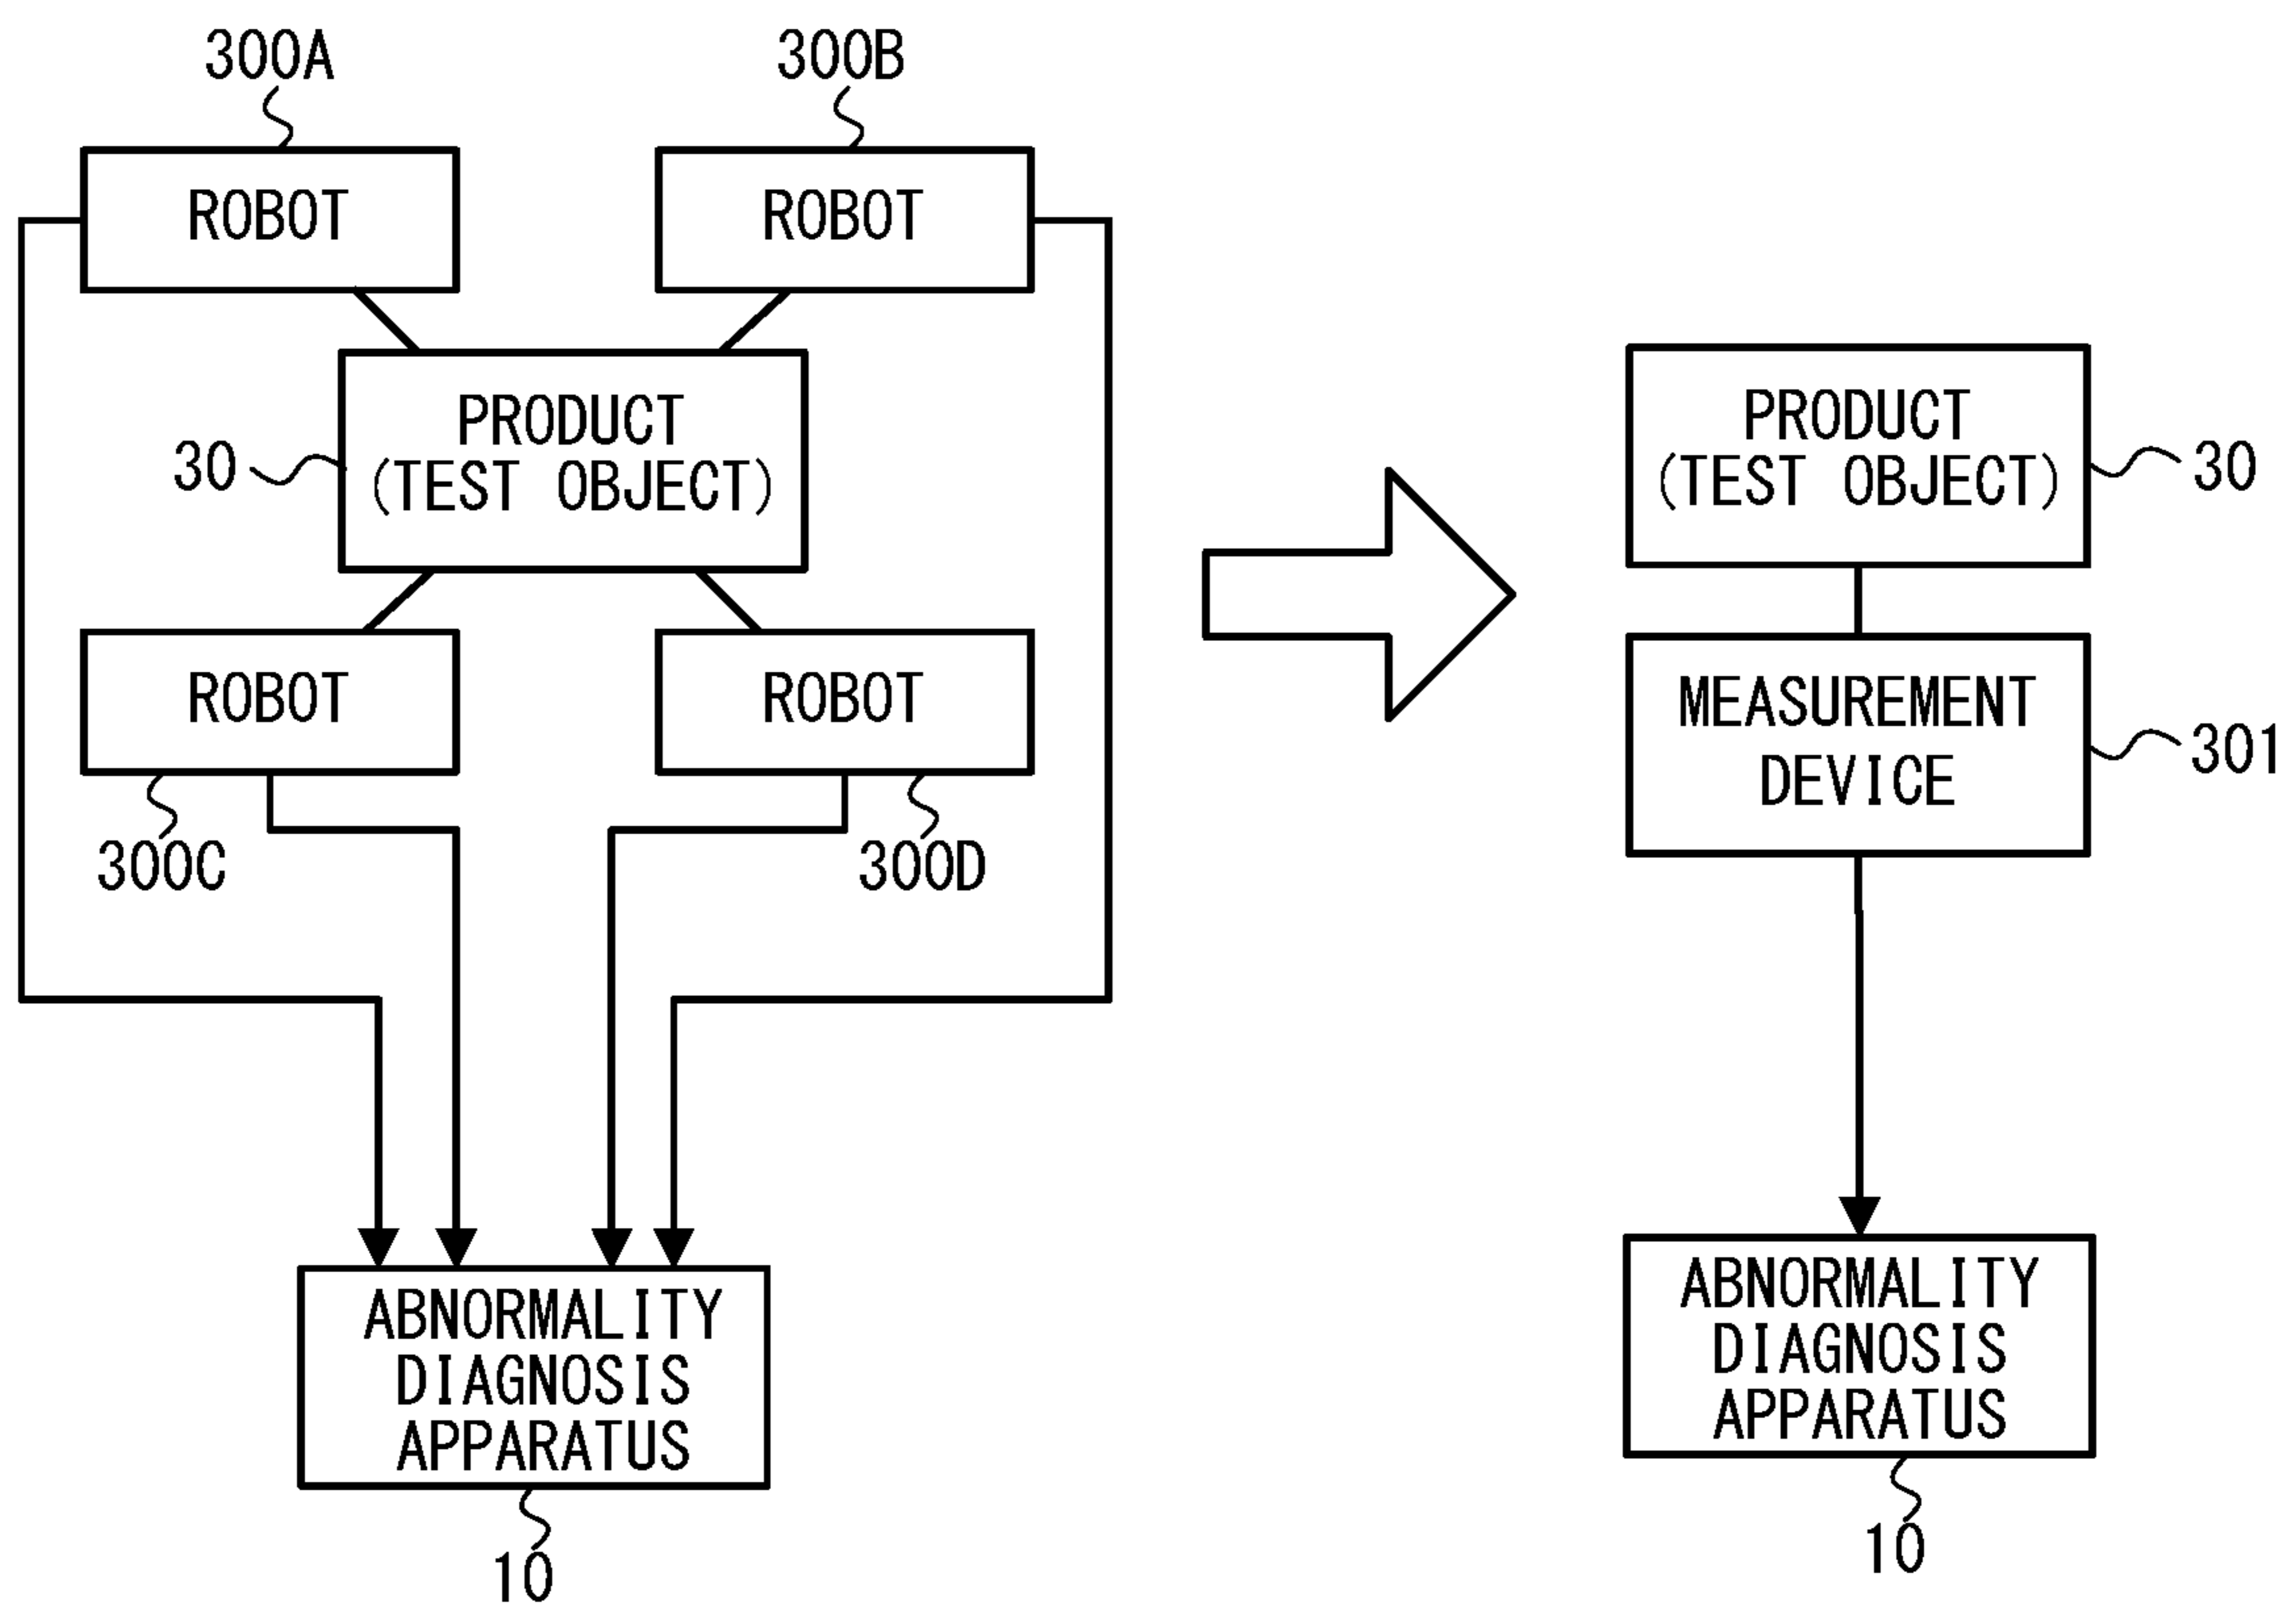 300A
300B
ROBOT
ROBOT
PRODUCT
(TEST OBJECT)
30
ROBOT
ROBOT
300C
300D
ABNORMALITY
DIAGNOSIS
APPARATUS
10
PRODUCT
(TEST OBJECT)
30
MEASUREMENT
DEVICE
301
ABNORMALITY
DIAGNOSIS
APPARATUS
10